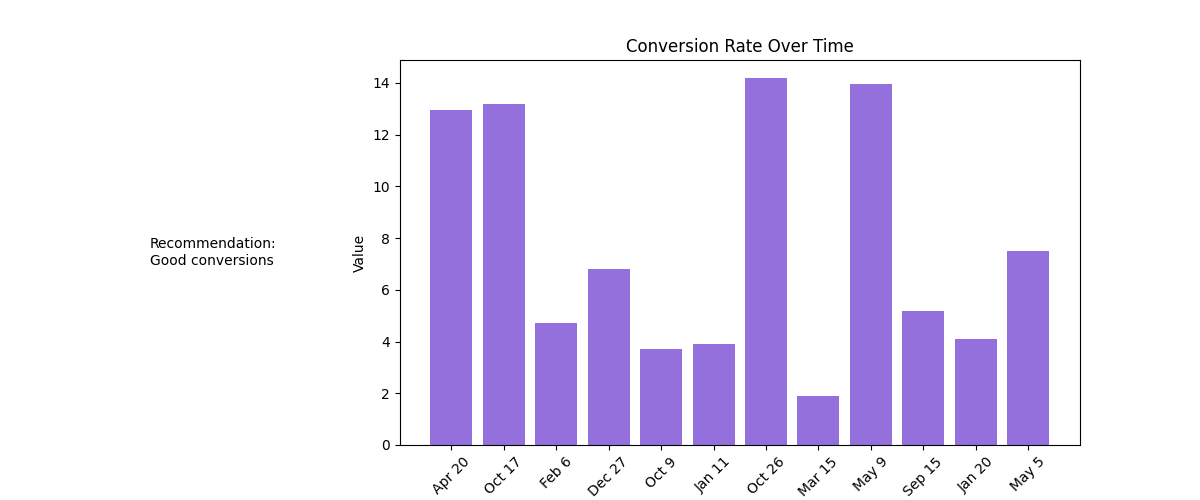 Conversion Rate Over Time
Recommendation:
Good conversions
Value
14
12
10
8
6
4
2
0
Apr 20
Oct 17
Feb 6
Dec 27
Oct 9
Jan 11
Oct 26
Mar 15
May 9
Sep 15
Jan 20
May 5